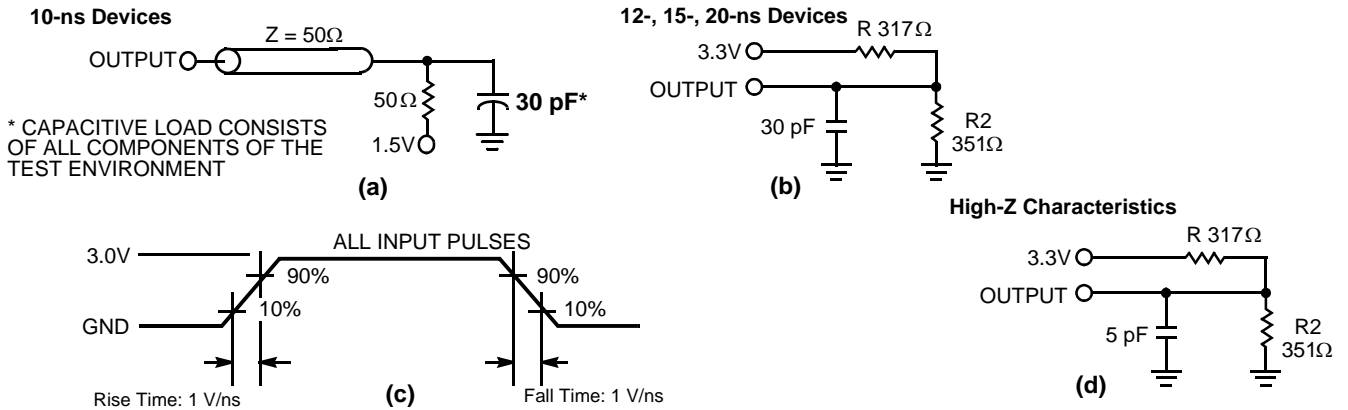 10-ns Devices
Z = 50Ω
OUTPUT
50Ω
30 pF*
1.5V
* CAPACITIVE LOAD CONSISTS
OF ALL COMPONENTS OF THE
TEST ENVIRONMENT
(a)
12-, 15-, 20-ns Devices
R 317Ω
3.3V
OUTPUT
30 pF
R2
351Ω
(b)
ALL INPUT PULSES
3.0V
90%
90%
10%
10%
GND
Rise Time: 1 V/ns
(c)
Fall Time: 1 V/ns
High-Z Characteristics
R 317Ω
3.3V
OUTPUT
5 pF
R2
351Ω
(d)